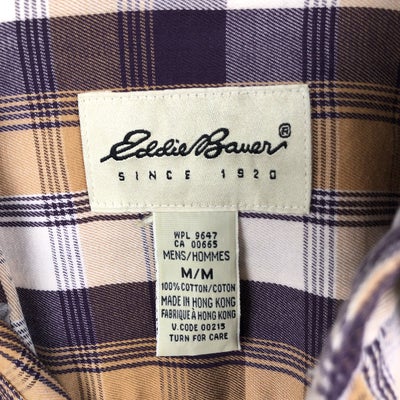 Eddie Bauer®
SINCE 1920
WPL 9647
CA 00665
MENS/HOMMES
M/M
100% COTTON/COTON
MADE IN HONG KONG
FABRIQUÉ À HONG KONG
V.CODE 00215
TURN FOR CARE